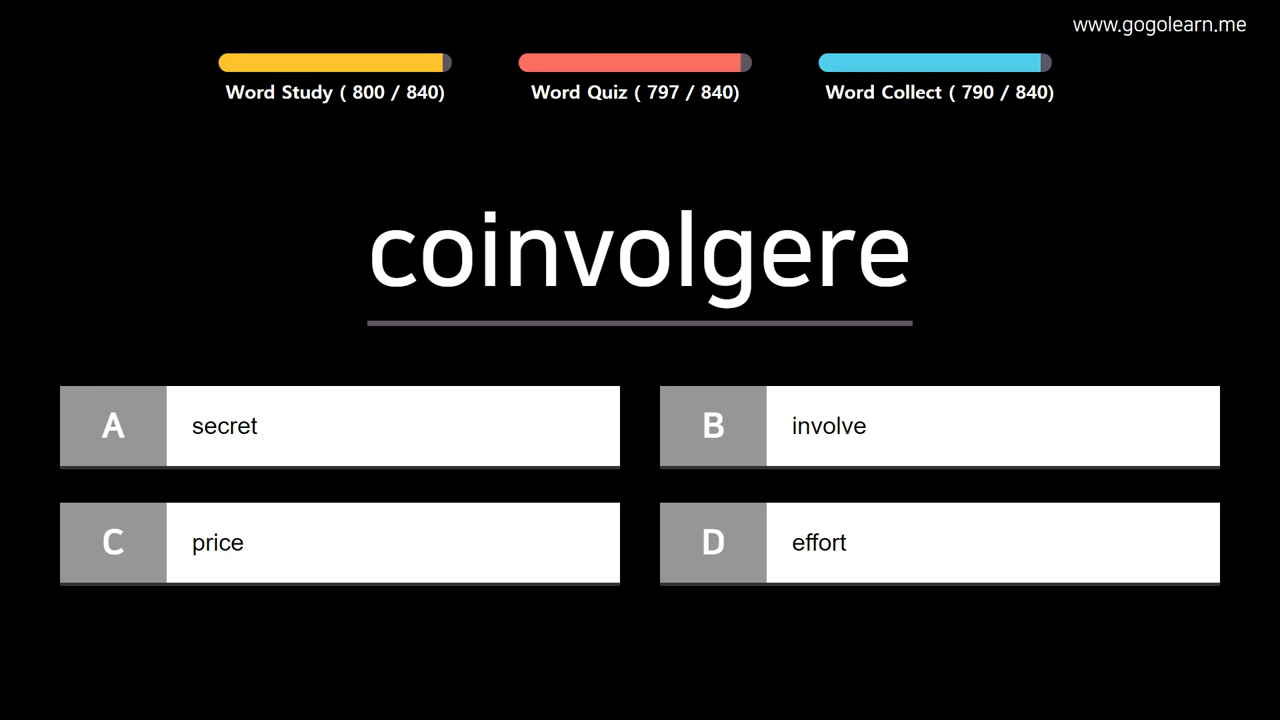 www.gogolearn.me
Word Study ( 800 / 840)
Word Quiz ( 797 / 840)
Word Collect ( 790 / 840)
coinvolgere
A secret
B involve
C price
D effort